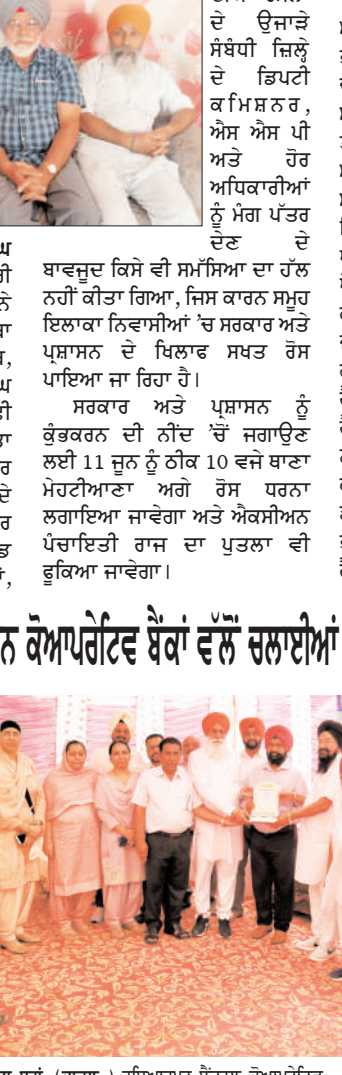 ਦੇ ਉਜਾੜੇ
ਸੰਬੰਧੀ ਜ਼ਿਲ੍ਹੇ
ਦੇ ਡਿਪਟੀ
ਕਮਿਸ਼ਨਰ,
ਐਸ ਐਸ ਪੀ
ਅਤੇ ਹੋਰ
ਅਧਿਕਾਰੀਆਂ
ਨੂੰ ਮੰਗ ਪੱਤਰ
ਦੇਣ ਦੇ
ਬਾਵਜੂਦ ਕਿਸੇ ਵੀ ਸਮੱਸਿਆ ਦਾ ਹੱਲ
ਨਹੀਂ ਕੀਤਾ ਗਿਆ, ਜਿਸ ਕਾਰਨ ਸਮੂਹ
ਇਲਾਕਾ ਨਿਵਾਸੀਆਂ ’ਚ ਸਰਕਾਰ ਅਤੇ
ਪ੍ਰਸ਼ਾਸਨ ਦੇ ਖਿਲਾਫ ਸਖਤ ਰੋਸ
ਪਾਇਆ ਜਾ ਰਿਹਾ ਹੈ।
ਸਰਕਾਰ ਅਤੇ ਪ੍ਰਸ਼ਾਸਨ ਨੂੰ
ਕੁੰਭਕਰਨ ਦੀ ਨੀਂਦ ’ਚੋਂ ਜਗਾਉਣ
ਲਈ 11 ਜੂਨ ਨੂੰ ਠੀਕ 10 ਵਜੇ ਥਾਣਾ
ਮੇਹਟੀਆਣਾ ਅਗੇ ਰੋਸ ਧਰਨਾ
ਲਗਾਇਆ ਜਾਵੇਗਾ ਅਤੇ ਐਕਸੀਅਨ
ਪੰਚਾਇਤੀ ਰਾਜ ਦਾ ਪੁਤਲਾ ਵੀ
ਫੂਕਿਆ ਜਾਵੇਗਾ।
ਕੋਆਪਰੇਟਿਵ ਬੈਂਕਾਂ ਵੱਲੋਂ ਚਲਾਈਆਂ